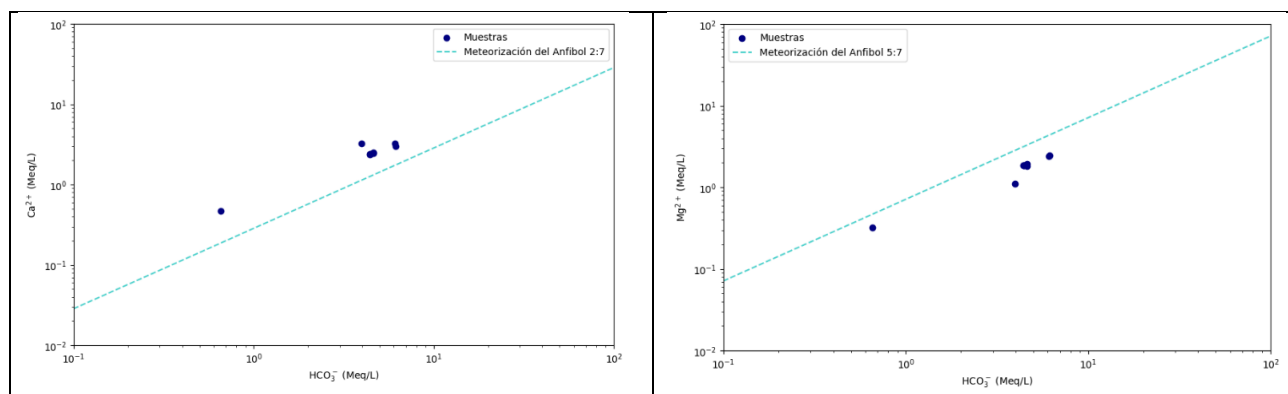 10²
10¹
10⁰
10⁻¹
10⁻²
Ca²⁺ (Meq/L)
Muestras
Meteorización del Anfibol 2:7
10⁻¹
10⁰
10¹
10²
HCO₃⁻ (Meq/L)
10²
10¹
10⁰
10⁻¹
10⁻²
Mg²⁺ (Meq/L)
Muestras
Meteorización del Anfibol 5:7
10⁻¹
10⁰
10¹
10²
HCO₃⁻ (Meq/L)